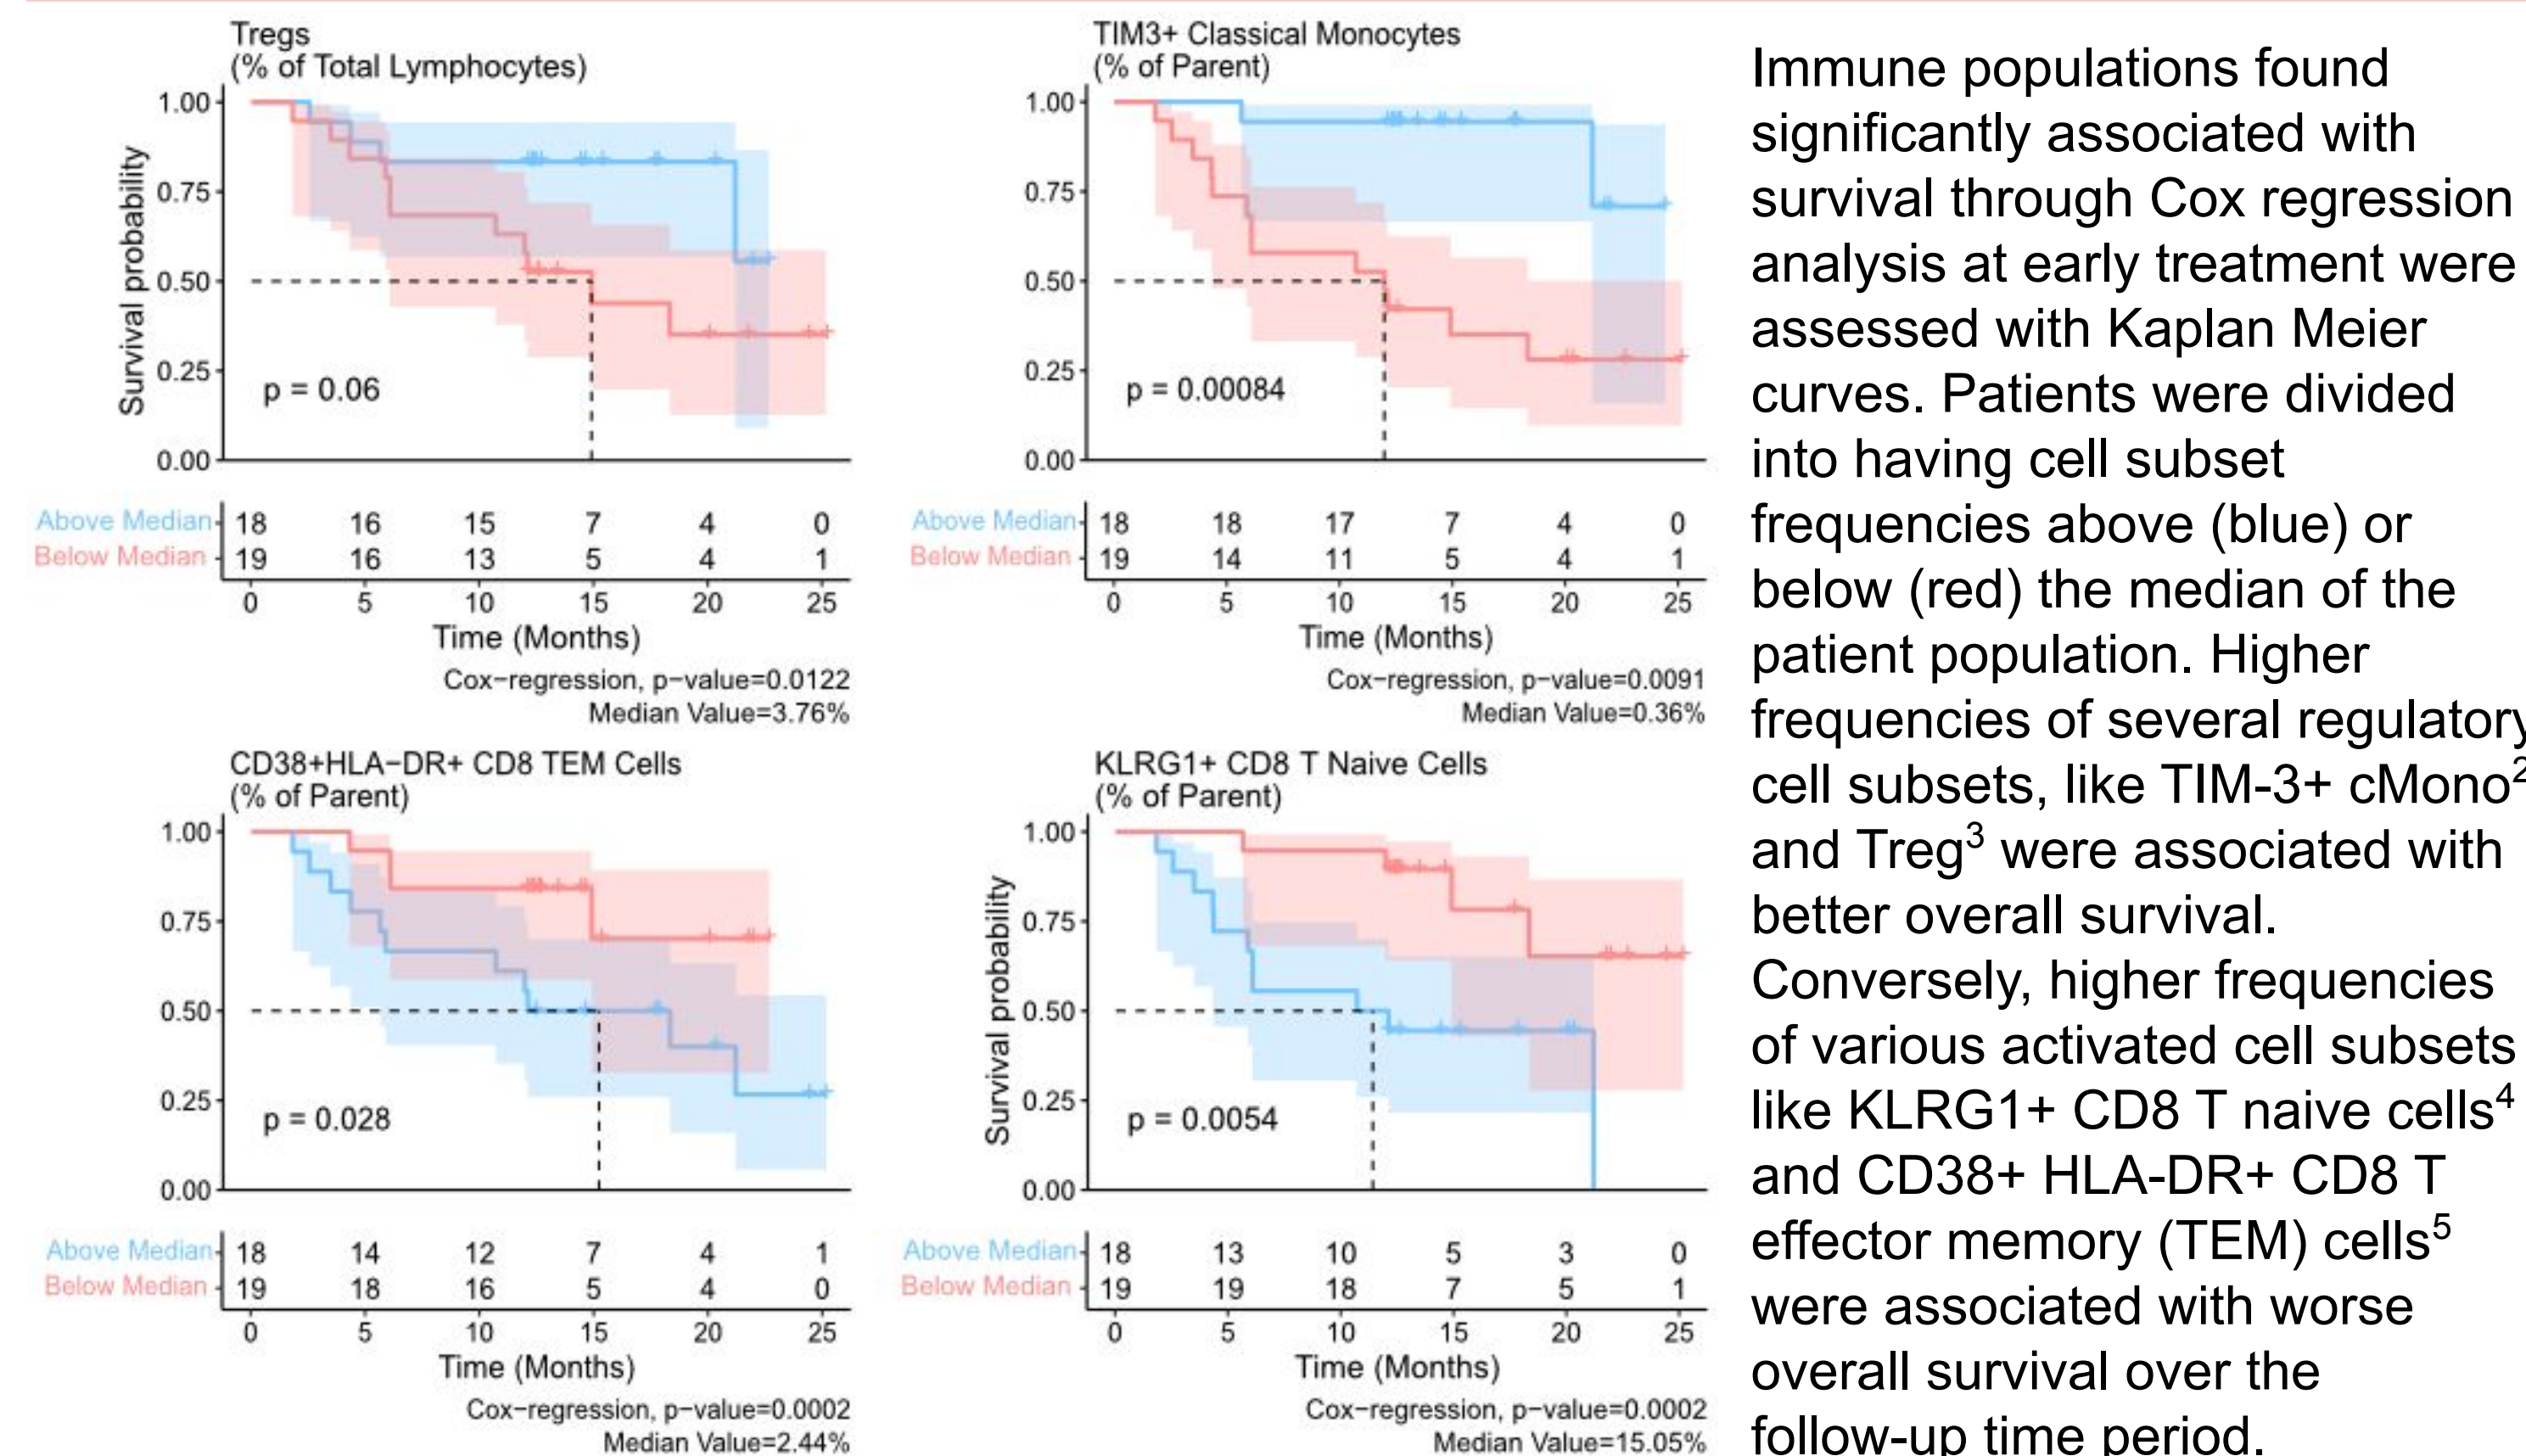 Tregs
(% of Total Lymphocytes)
1.00
0.75
0.50
0.25
0.00
Survival probability
p = 0.06
Above Median 18 16 15 7 4 0
Below Median 19 16 13 5 4 1
0 5 10 15 20 25
Time (Months)
Cox-regression, p-value=0.0122
Median Value=3.76%
TIM3+ Classical Monocytes
(% of Parent)
1.00
0.75
0.50
0.25
0.00
p = 0.00084
Above Median 18 18 17 7 4 0
Below Median 19 14 11 5 4 1
0 5 10 15 20 25
Time (Months)
Cox-regression, p-value=0.0091
Median Value=0.36%
CD38+HLA-DR+ CD8 TEM Cells
(% of Parent)
1.00
0.75
0.50
0.25
0.00
p = 0.028
Above Median 18 14 12 7 4 1
Below Median 19 18 16 5 4 0
0 5 10 15 20 25
Time (Months)
Cox-regression, p-value=0.0002
Median Value=2.44%
KLRG1+ CD8 T Naive Cells
(% of Parent)
1.00
0.75
0.50
0.25
0.00
Survival probability
p = 0.0054
Above Median 18 13 10 5 3 0
Below Median 19 19 18 7 5 1
0 5 10 15 20 25
Time (Months)
Cox-regression, p-value=0.0002
Median Value=15.05%
Immune populations found
significantly associated with
survival through Cox regression
analysis at early treatment were
assessed with Kaplan Meier
curves. Patients were divided
into having cell subset
frequencies above (blue) or
below (red) the median of the
patient population. Higher
frequencies of several regulatory
cell subsets, like TIM-3+ cMono²
and Treg³ were associated with
better overall survival.
Conversely, higher frequencies
of various activated cell subsets
like KLRG1+ CD8 T naive cells⁴
and CD38+ HLA-DR+ CD8 T
effector memory (TEM) cells⁵
were associated with worse
overall survival over the
follow-up time period.